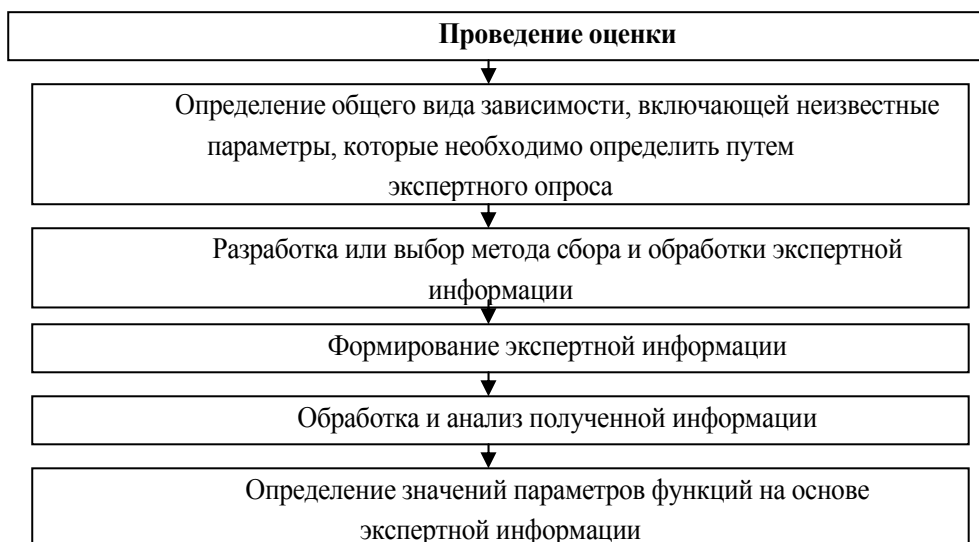 Проведение оценки
Определение общего вида зависимости, включающей неизвестные
параметры, которые необходимо определить путем
экспертного опроса
Разработка или выбор метода сбора и обработки экспертной
информации
Формирование экспертной информации
Обработка и анализ полученной информации
Определение значений параметров функций на основе
экспертной информации